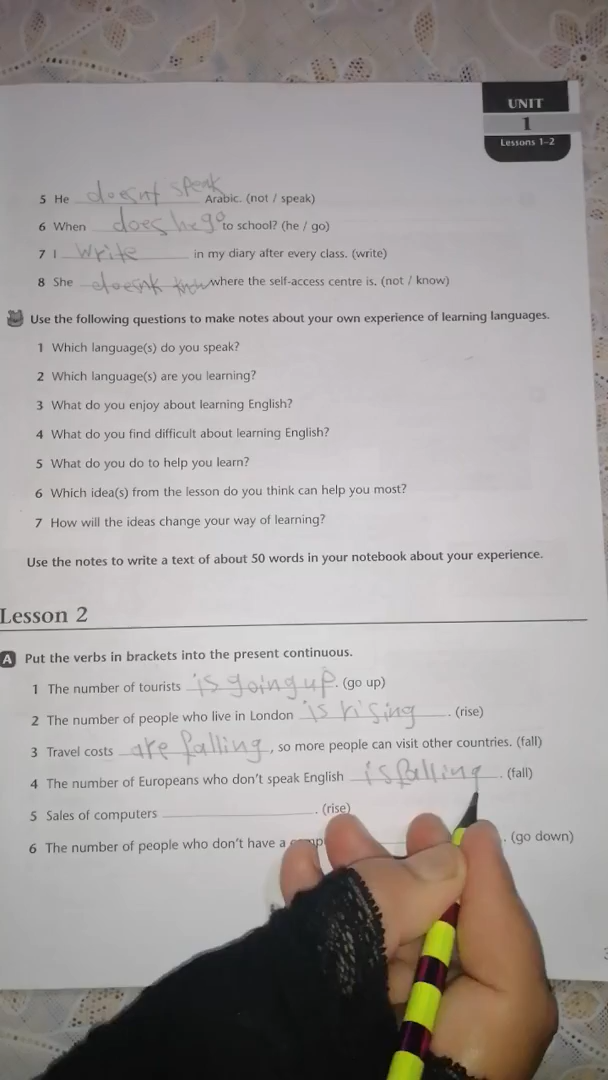 UNIT
1
Lessons 1–2
5 He doesnt speak Arabic. (not / speak)
6 When does he go to school? (he / go)
7 I write in my diary after every class. (write)
8 She doesnt know where the self-access centre is. (not / know)
Use the following questions to make notes about your own experience of learning languages.
1 Which language(s) do you speak?
2 Which language(s) are you learning?
3 What do you enjoy about learning English?
4 What do you find difficult about learning English?
5 What do you do to help you learn?
6 Which idea(s) from the lesson do you think can help you most?
7 How will the ideas change your way of learning?
Use the notes to write a text of about 50 words in your notebook about your experience.
Lesson 2
A Put the verbs in brackets into the present continuous.
1 The number of tourists is going up. (go up)
2 The number of people who live in London is rising. (rise)
3 Travel costs are falling, so more people can visit other countries. (fall)
4 The number of Europeans who don't speak English is falling. (fall)
5 Sales of computers . (rise)
6 The number of people who don't have a . (go down)